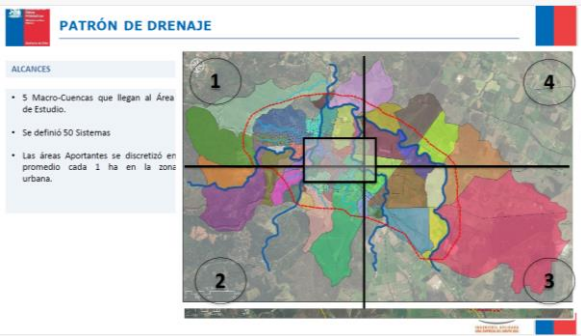 PATRÓN DE DRENAJE
ALCANCES
• 5 Macro-Cuencas que llegan al Área
de Estudio.
• Se definió 50 Sistemas
• Las áreas Aportantes se discretizó en
promedio cada 1 ha en la zona
urbana.
1
4
2
3